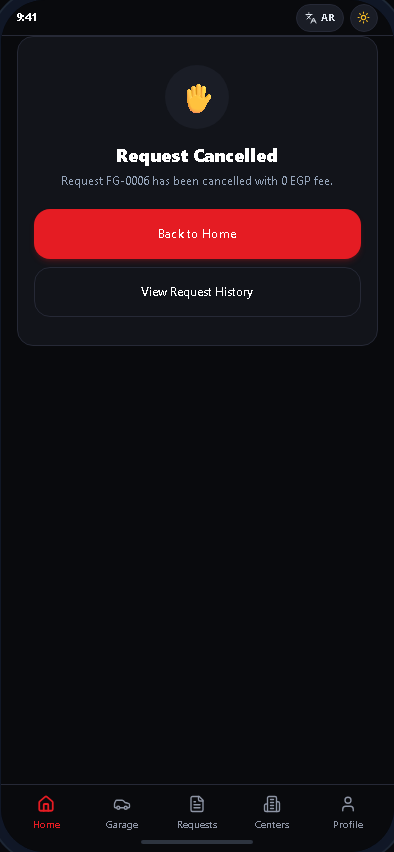 9:41
AR
Request Cancelled
Request FG-0006 has been cancelled with 0 EGP fee.
Back to Home
View Request History
Home
Garage
Requests
Centers
Profile